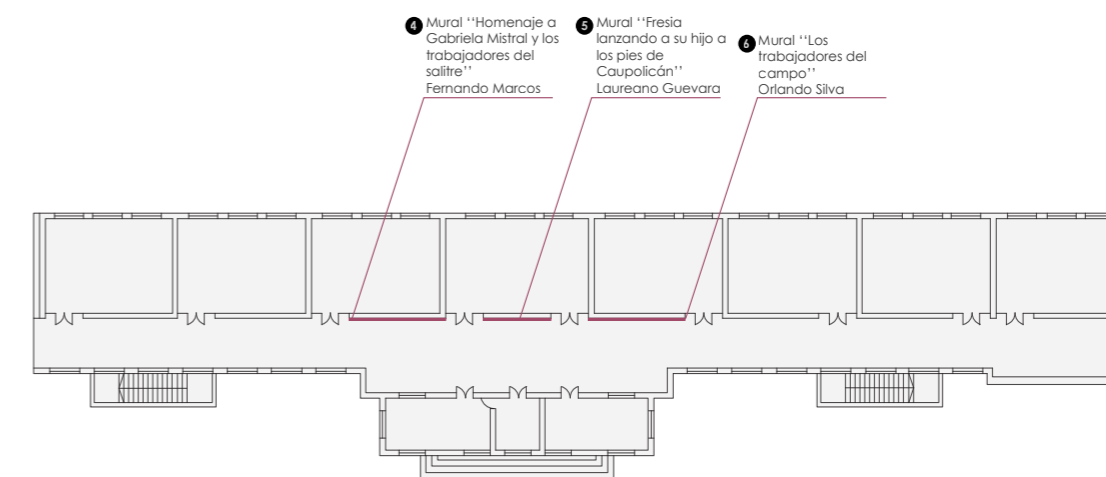 4 Mural ‘‘Homenaje a
Gabriela Mistral y los
trabajadores del
salitre’’
Fernando Marcos
5 Mural ‘‘Fresia
lanzando a su hijo a
los pies de
Caupolicán’’
Laureano Guevara
6 Mural ‘‘Los
trabajadores del
campo’’
Orlando Silva